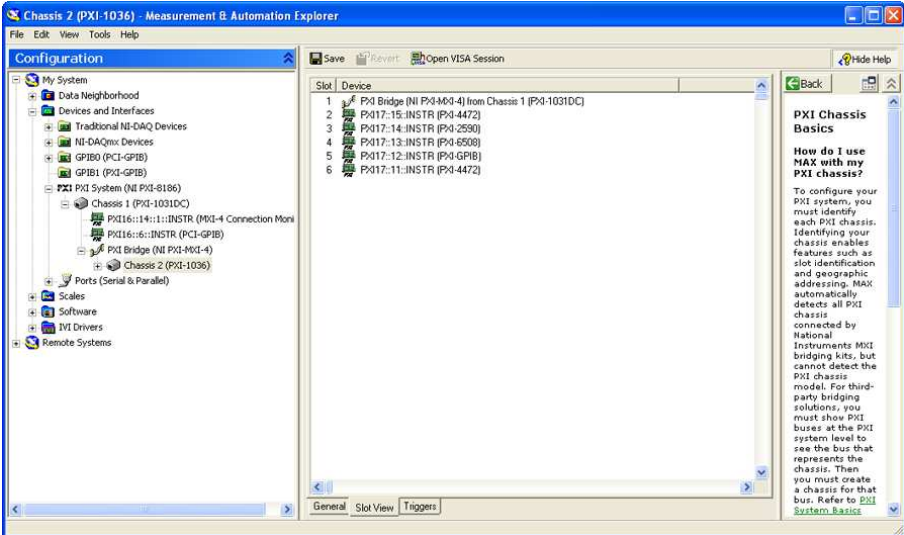 Chassis 2 (PXI-1036) - Measurement & Automation Explorer
File Edit View Tools Help
Configuration
My System
Data Neighborhood
Devices and Interfaces
Traditional NI-DAQ Devices
NI-DAQmx Devices
GPIB0 (PCI-GPIB)
GPIB1 (PXI-GPIB)
PXI PXI System (NI PXI-8186)
Chassis 1 (PXI-1031DC)
PXI16::14::1::INSTR (MXI-4 Connection Moni
PXI16::6::INSTR (PCI-GPIB)
PXI Bridge (NI PXI-MXI-4)
Chassis 2 (PXI-1036)
Ports (Serial & Parallel)
Scales
Software
IVI Drivers
Remote Systems
Save Revert Open VISA Session
Slot Device
1 PXI Bridge (NI PXI-MXI-4) from Chassis 1 (PXI-1031DC)
2 PXI17::15::INSTR (PXI-4472)
3 PXI17::14::INSTR (PXI-2590)
4 PXI17::13::INSTR (PXI-6508)
5 PXI17::12::INSTR (PXI-GPIB)
6 PXI17::11::INSTR (PXI-4472)
General Slot View Triggers
Hide Help
Back
PXI Chassis
Basics
How do I use
MAX with my
PXI chassis?
To configure your
PXI system, you
must identify
each PXI chassis.
Identifying your
chassis enables
features such as
slot identification
and geographic
addressing. MAX
automatically
detects all PXI
chassis
connected by
National
Instruments MXI
bridging kits, but
cannot detect the
PXI chassis
model. For third-
party bridging
solutions, you
must show PXI
buses at the PXI
system level to
see the bus that
represents the
chassis. Then
you must create
a chassis for that
bus. Refer to PXI
System Basics